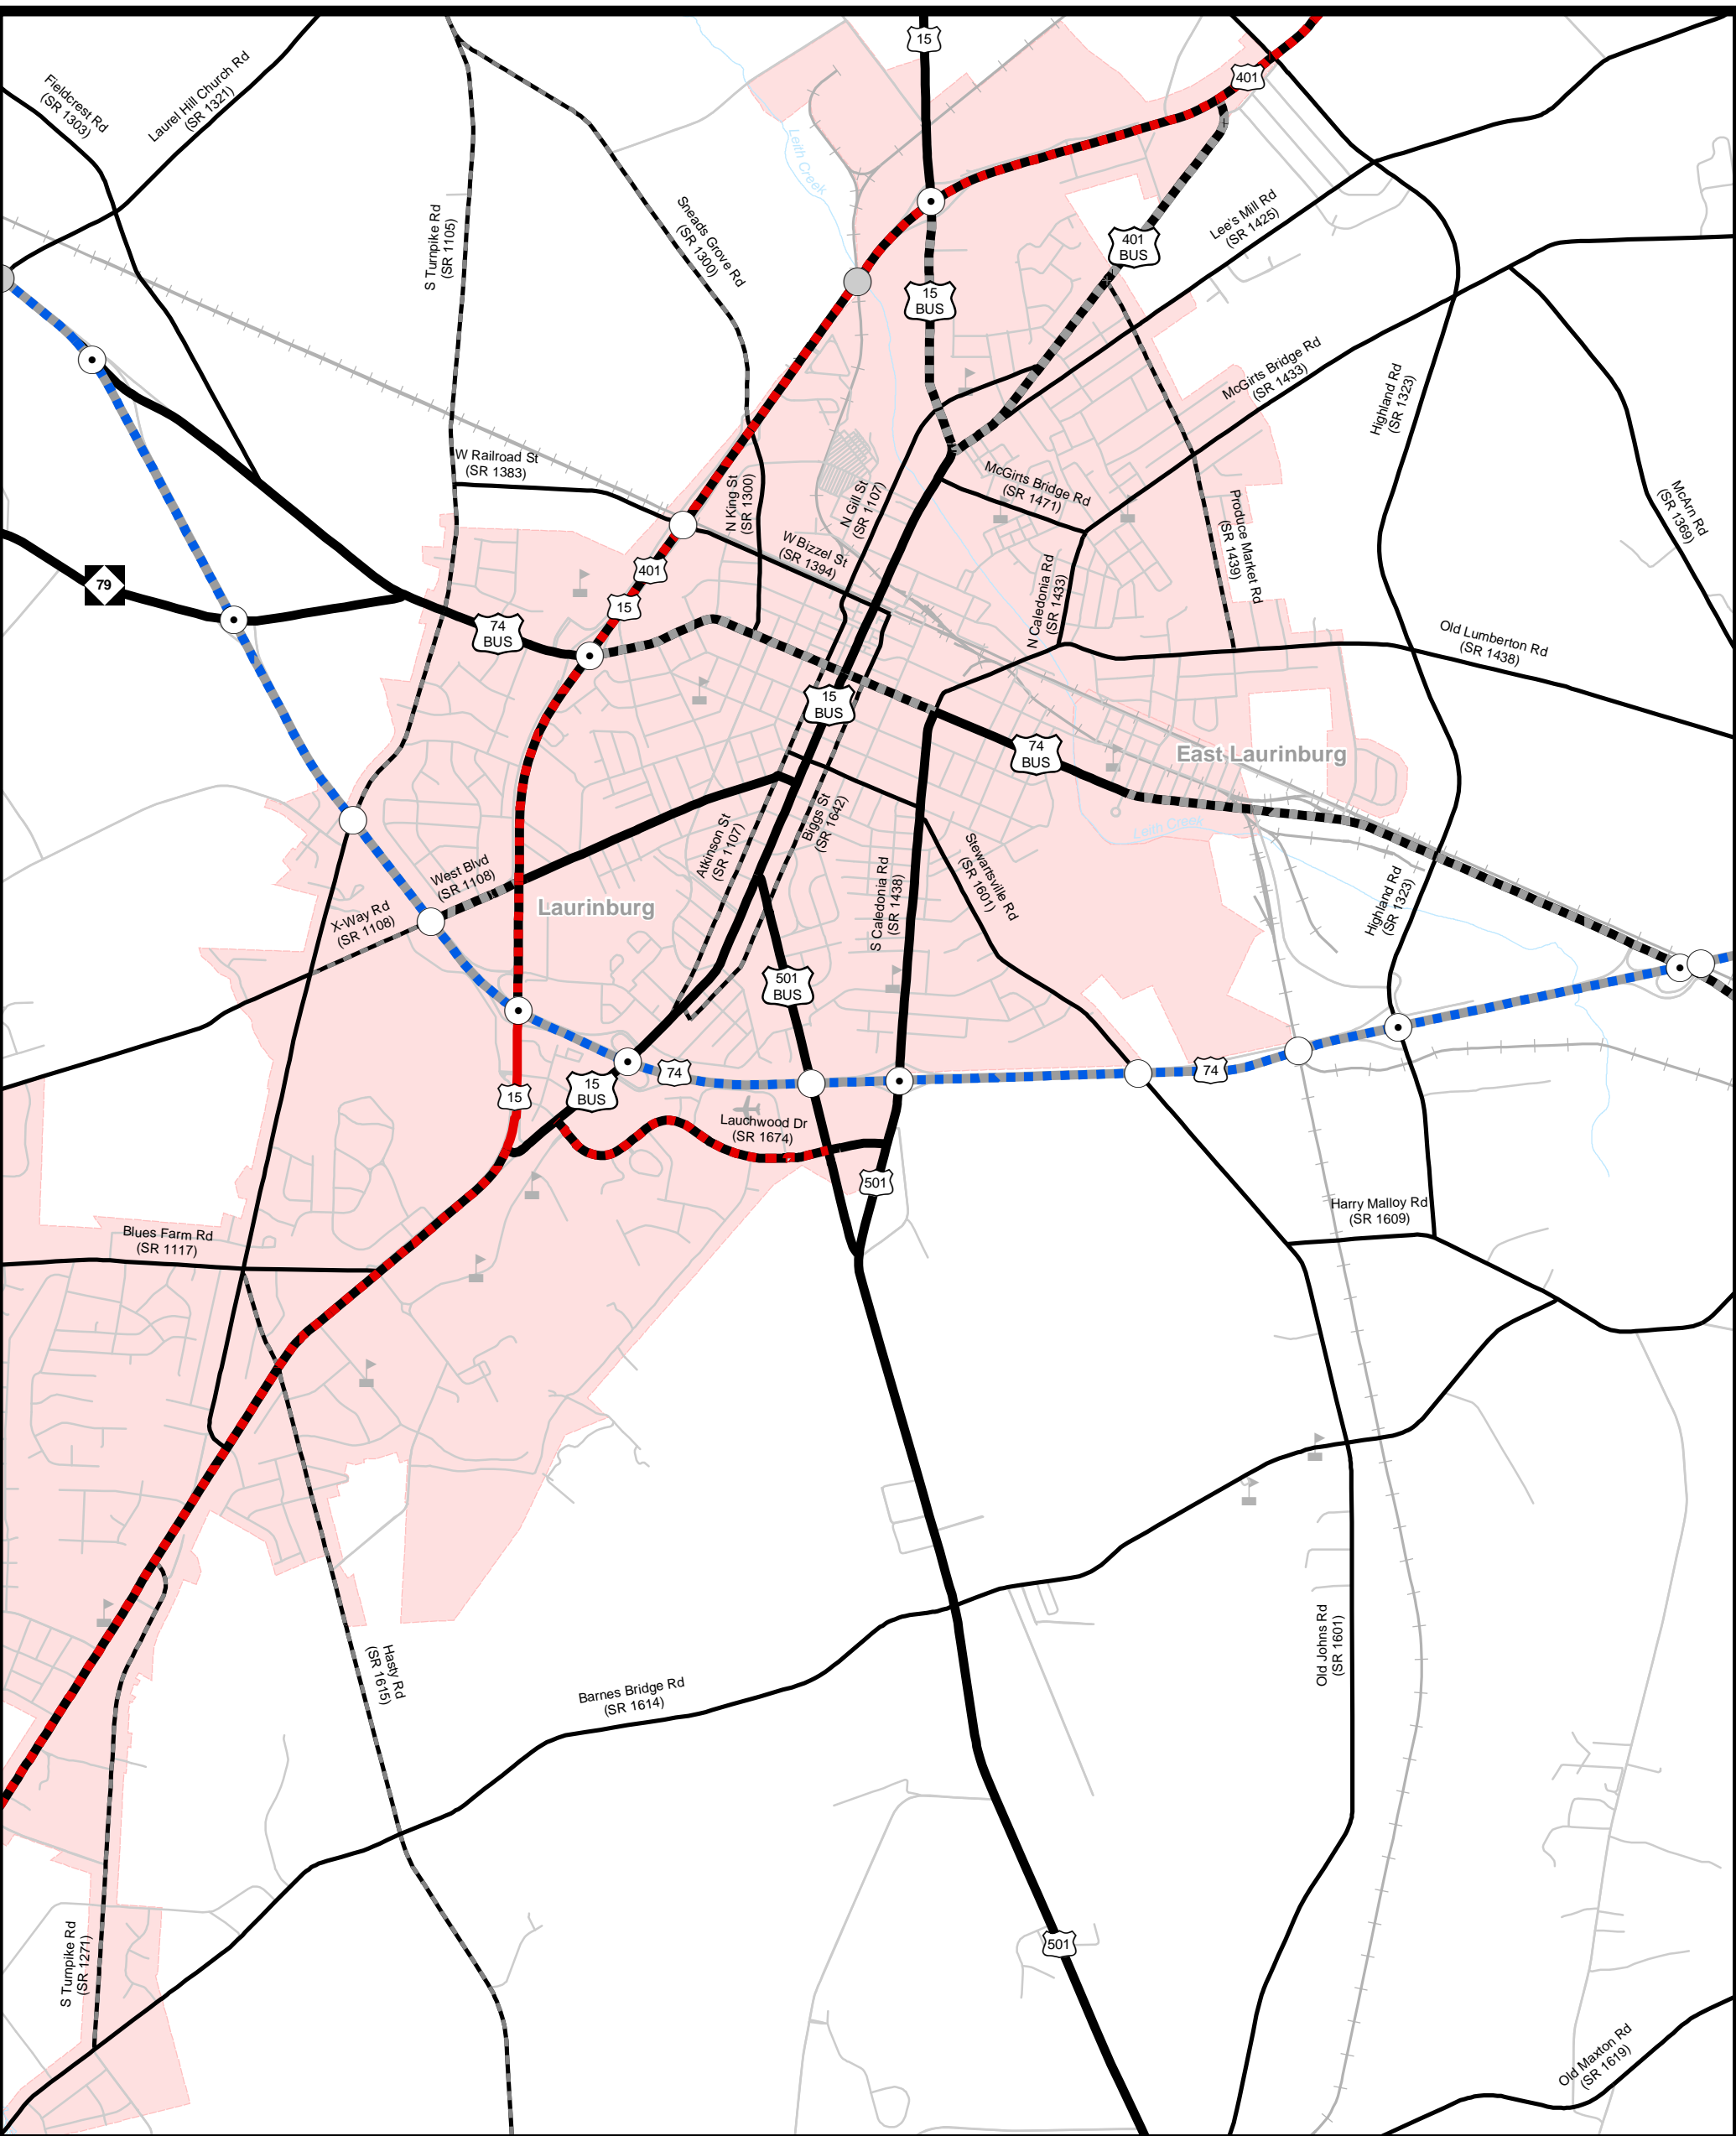 15
401
Fieldcrest Rd
(SR 1303)
Laurel Hill Church Rd
(SR 1321)
Leith Creek
S Turnpike Rd
(SR 1105)
Sneads Grove Rd
(SR 1300)
401
BUS
Lee's Mill Rd
(SR 1425)
15
BUS
McGirts Bridge Rd
(SR 1433)
Highland Rd
(SR 1323)
W Railroad St
(SR 1383)
N King St
(SR 1300)
N Gill St
(SR 1107)
McGirts Bridge Rd
(SR 1471)
Produce Market Rd
(SR 1439)
McArn Rd
(SR 1369)
W Bizzel St
(SR 1394)
401
79
15
N Caledonia Rd
(SR 1433)
74
BUS
Old Lumberton Rd
(SR 1438)
15
BUS
74
BUS
East Laurinburg
Leith Creek
Atkinson St
(SR 1107)
Biggs St
(SR 1642)
Stewartsville Rd
(SR 1601)
West Blvd
(SR 1108)
S Caledonia Rd
(SR 1438)
Highland Rd
(SR 1323)
X-Way Rd
(SR 1108)
Laurinburg
501
BUS
74
74
15
15
BUS
Lauchwood Dr
(SR 1674)
501
Harry Malloy Rd
(SR 1609)
Blues Farm Rd
(SR 1117)
Hasty Rd
(SR 1615)
Old Johns Rd
(SR 1601)
Barnes Bridge Rd
(SR 1614)
501
S Turnpike Rd
(SR 1271)
Old Maxton Rd
(SR 1619)